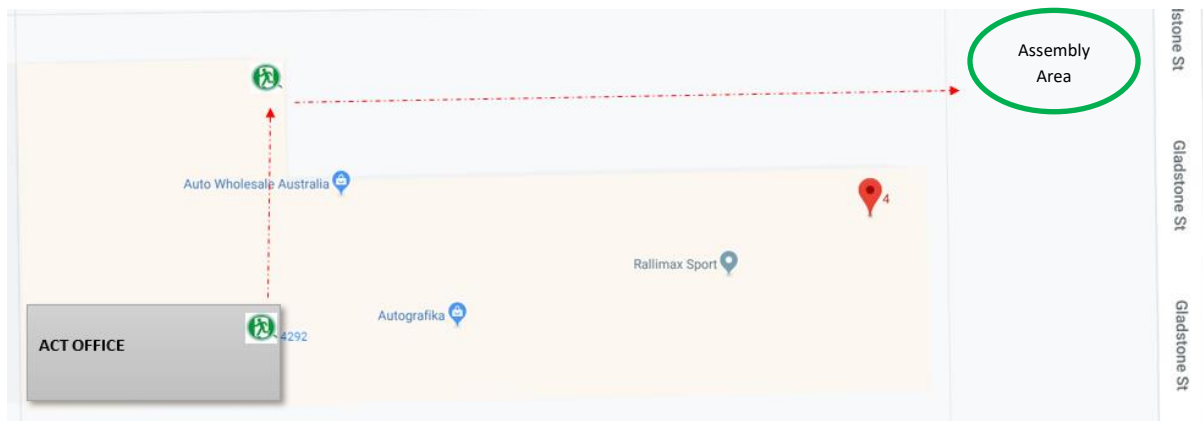 Assembly
Area
lstone St
Auto Wholesale Australia
4
Gladstone St
Rallimax Sport
Autografika
4292
ACT OFFICE
Gladstone St